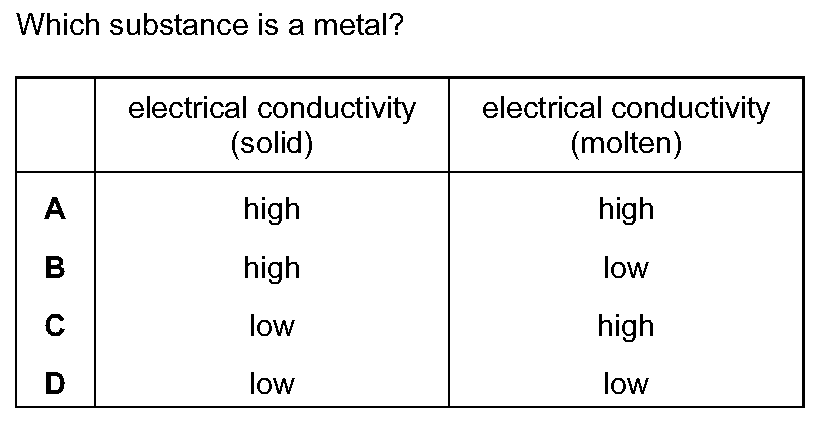 Which substance is a metal?
electrical conductivity
(solid)
electrical conductivity
(molten)
A high high
B high low
C low high
D low low